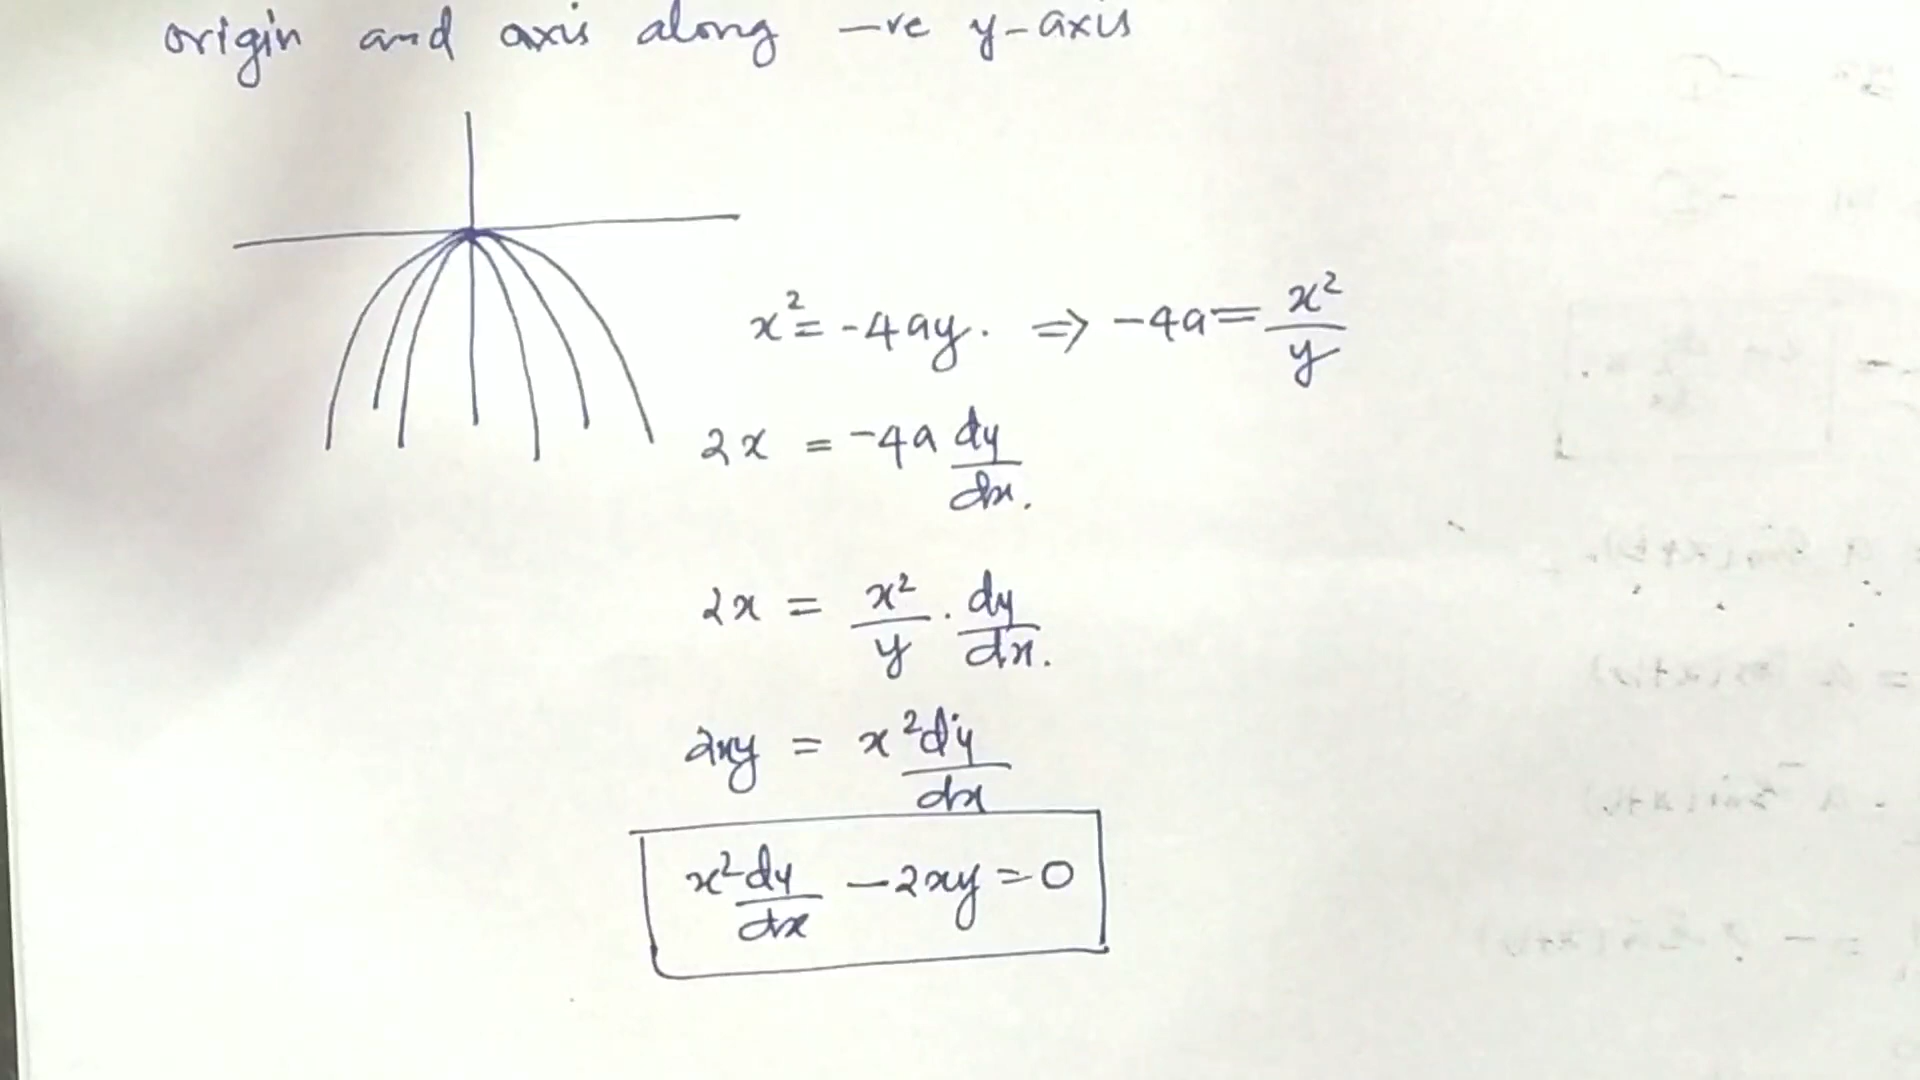 origin and axis along -ve y-axis
x² = -4ay. ⇒ -4a = x²/y
2x = -4a dy/dx.
2x = x²/y . dy/dx.
2xy = x² dy/dx
x² dy/dx - 2xy = 0